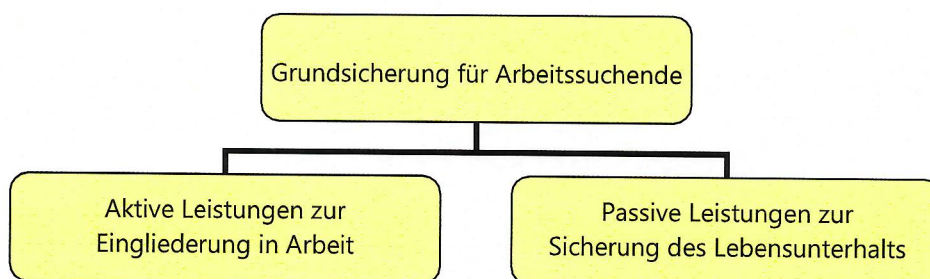 Grundsicherung für Arbeitssuchende
Aktive Leistungen zur
Eingliederung in Arbeit
Passive Leistungen zur
Sicherung des Lebensunterhalts